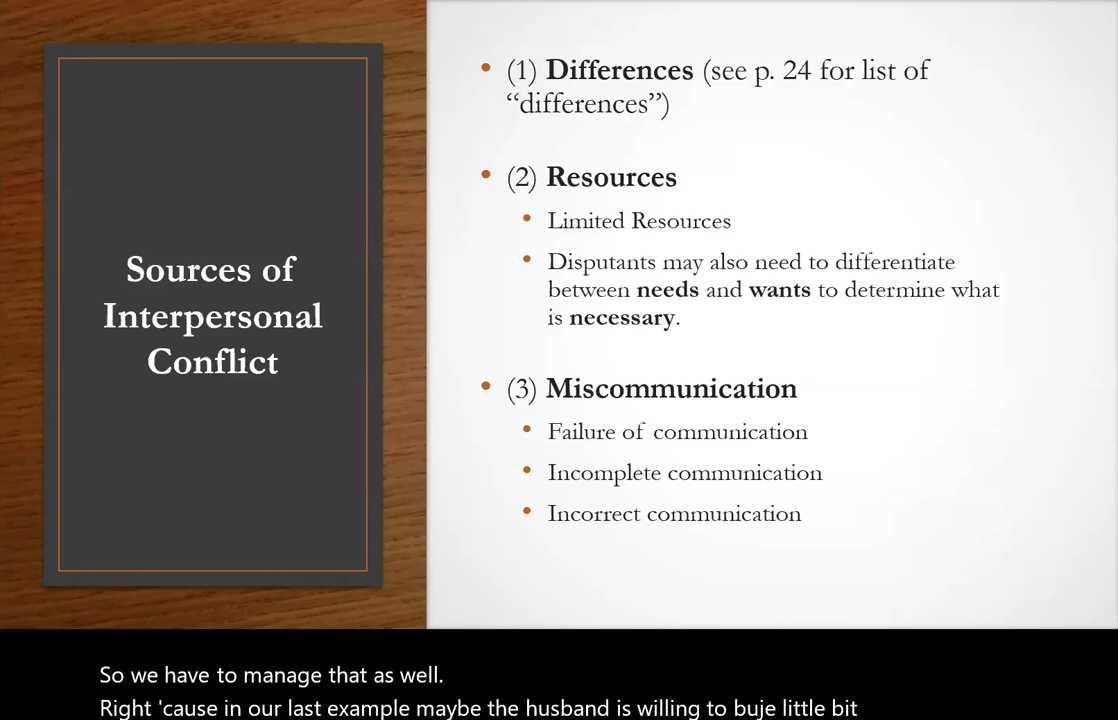 Sources of
Interpersonal
Conflict
• (1) Differences (see p. 24 for list of
“differences”)
• (2) Resources
• Limited Resources
• Disputants may also need to differentiate
between needs and wants to determine what
is necessary.
• (3) Miscommunication
• Failure of communication
• Incomplete communication
• Incorrect communication
So we have to manage that as well.
Right 'cause in our last example maybe the husband is willing to buje little bit